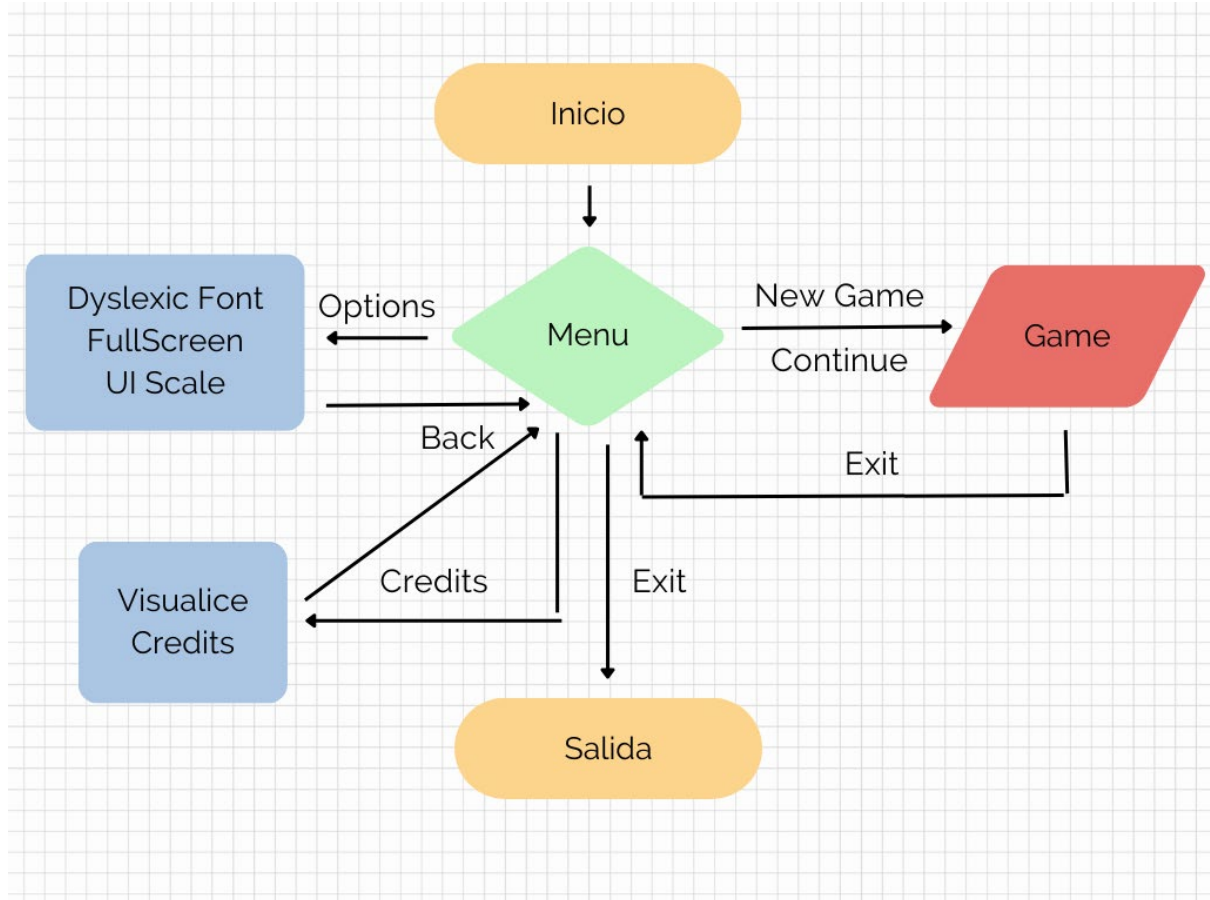 Inicio
Dyslexic Font
FullScreen
UI Scale
Options
Menu
New Game
Continue
Game
Back
Exit
Visualice
Credits
Credits
Exit
Salida